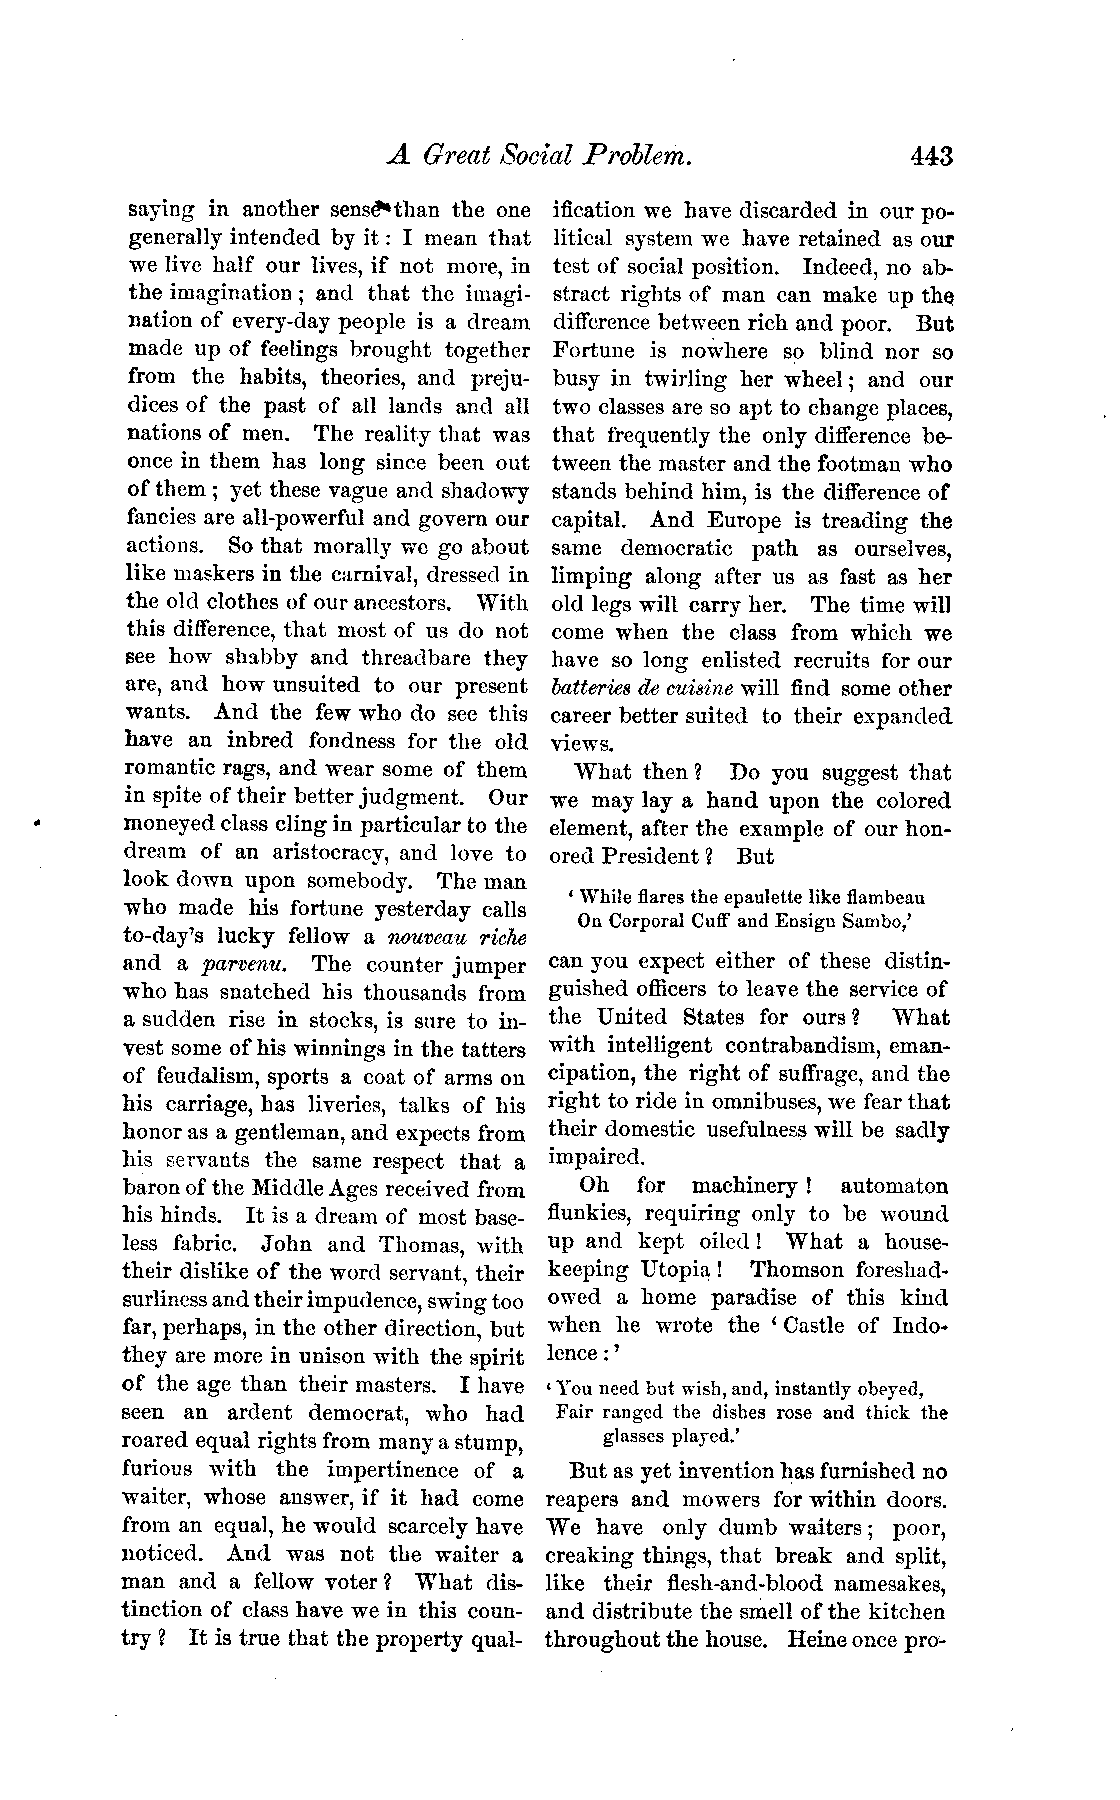 A Great Social Problem. 443
saying in another sense than the one
generally intended by it : I mean that
we live half our lives, if not more, in
the imagination ; and that the imagi-
nation of every-day people is a dream
made up of feelings brought together
from the habits, theories, and preju-
dices of the past of all lands and all
nations of men. The reality that was
once in them has long since been out
of them ; yet these vague and shadowy
fancies are all-powerful and govern our
actions. So that morally we go about
like maskers in the carnival, dressed in
the old clothes of our ancestors. With
this difference, that most of us do not
see how shabby and threadbare they
are, and how unsuited to our present
wants. And the few who do see this
have an inbred fondness for the old
romantic rags, and wear some of them
in spite of their better judgment. Our
moneyed class cling in particular to the
dream of an aristocracy, and love to
look down upon somebody. The man
who made his fortune yesterday calls
to-day's lucky fellow a nouveau riche
and a parvenu. The counter jumper
who has snatched his thousands from
a sudden rise in stocks, is sure to in-
vest some of his winnings in the tatters
of feudalism, sports a coat of arms on
his carriage, has liveries, talks of his
honor as a gentleman, and expects from
his servants the same respect that a
baron of the Middle Ages received from
his hinds. It is a dream of most base-
less fabric. John and Thomas, with
their dislike of the word servant, their
surliness and their impudence, swing too
far, perhaps, in the other direction, but
they are more in unison with the spirit
of the age than their masters. I have
seen an ardent democrat, who had
roared equal rights from many a stump,
furious with the impertinence of a
waiter, whose answer, if it had come
from an equal, he would scarcely have
noticed. And was not the waiter a
man and a fellow voter ? What dis-
tinction of class have we in this coun-
try ? It is true that the property qual-
ification we have discarded in our po-
litical system we have retained as our
test of social position. Indeed, no ab-
stract rights of man can make up the
difference between rich and poor. But
Fortune is nowhere so blind nor so
busy in twirling her wheel ; and our
two classes are so apt to change places,
that frequently the only difference be-
tween the master and the footman who
stands behind him, is the difference of
capital. And Europe is treading the
same democratic path as ourselves,
limping along after us as fast as her
old legs will carry her. The time will
come when the class from which we
have so long enlisted recruits for our
batteries de cuisine will find some other
career better suited to their expanded
views.
What then ? Do you suggest that
we may lay a hand upon the colored
element, after the example of our hon-
ored President ? But
‘ While flares the epaulette like flambeau
On Corporal Cuff and Ensign Sambo,’
can you expect either of these distin-
guished officers to leave the service of
the United States for ours ? What
with intelligent contrabandism, eman-
cipation, the right of suffrage, and the
right to ride in omnibuses, we fear that
their domestic usefulness will be sadly
impaired.
Oh for machinery ! automaton
flunkies, requiring only to be wound
up and kept oiled ! What a house-
keeping Utopia ! Thomson foreshad-
owed a home paradise of this kind
when he wrote the ‘ Castle of Indo-
lence : ’
‘ You need but wish, and, instantly obeyed,
Fair ranged the dishes rose and thick the
glasses played.’
But as yet invention has furnished no
reapers and mowers for within doors.
We have only dumb waiters ; poor,
creaking things, that break and split,
like their flesh-and-blood namesakes,
and distribute the smell of the kitchen
throughout the house. Heine once pro-